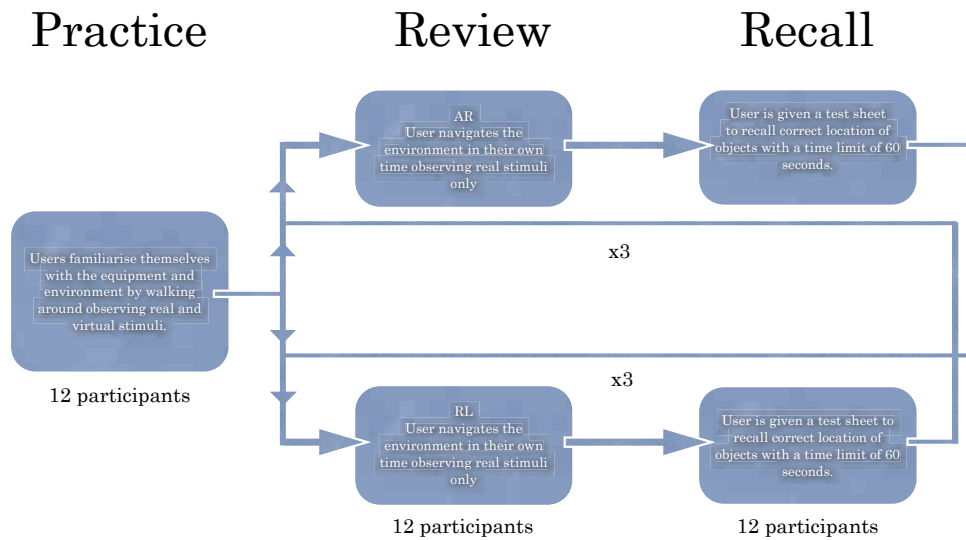 Practice
Review
Recall
AR
User navigates the
environment in their own
time observing real stimuli
only
User is given a test sheet
to recall correct location of
objects with a time limit of 60
seconds.
Users familiarise themselves
with the equipment and
environment by walking
around observing real and
virtual stimuli.
12 participants
x3
x3
RL
User navigates the
environment in their own
time observing real stimuli
only
12 participants
User is given a test sheet to
recall correct location of
objects with a time limit of 60
seconds.
12 participants